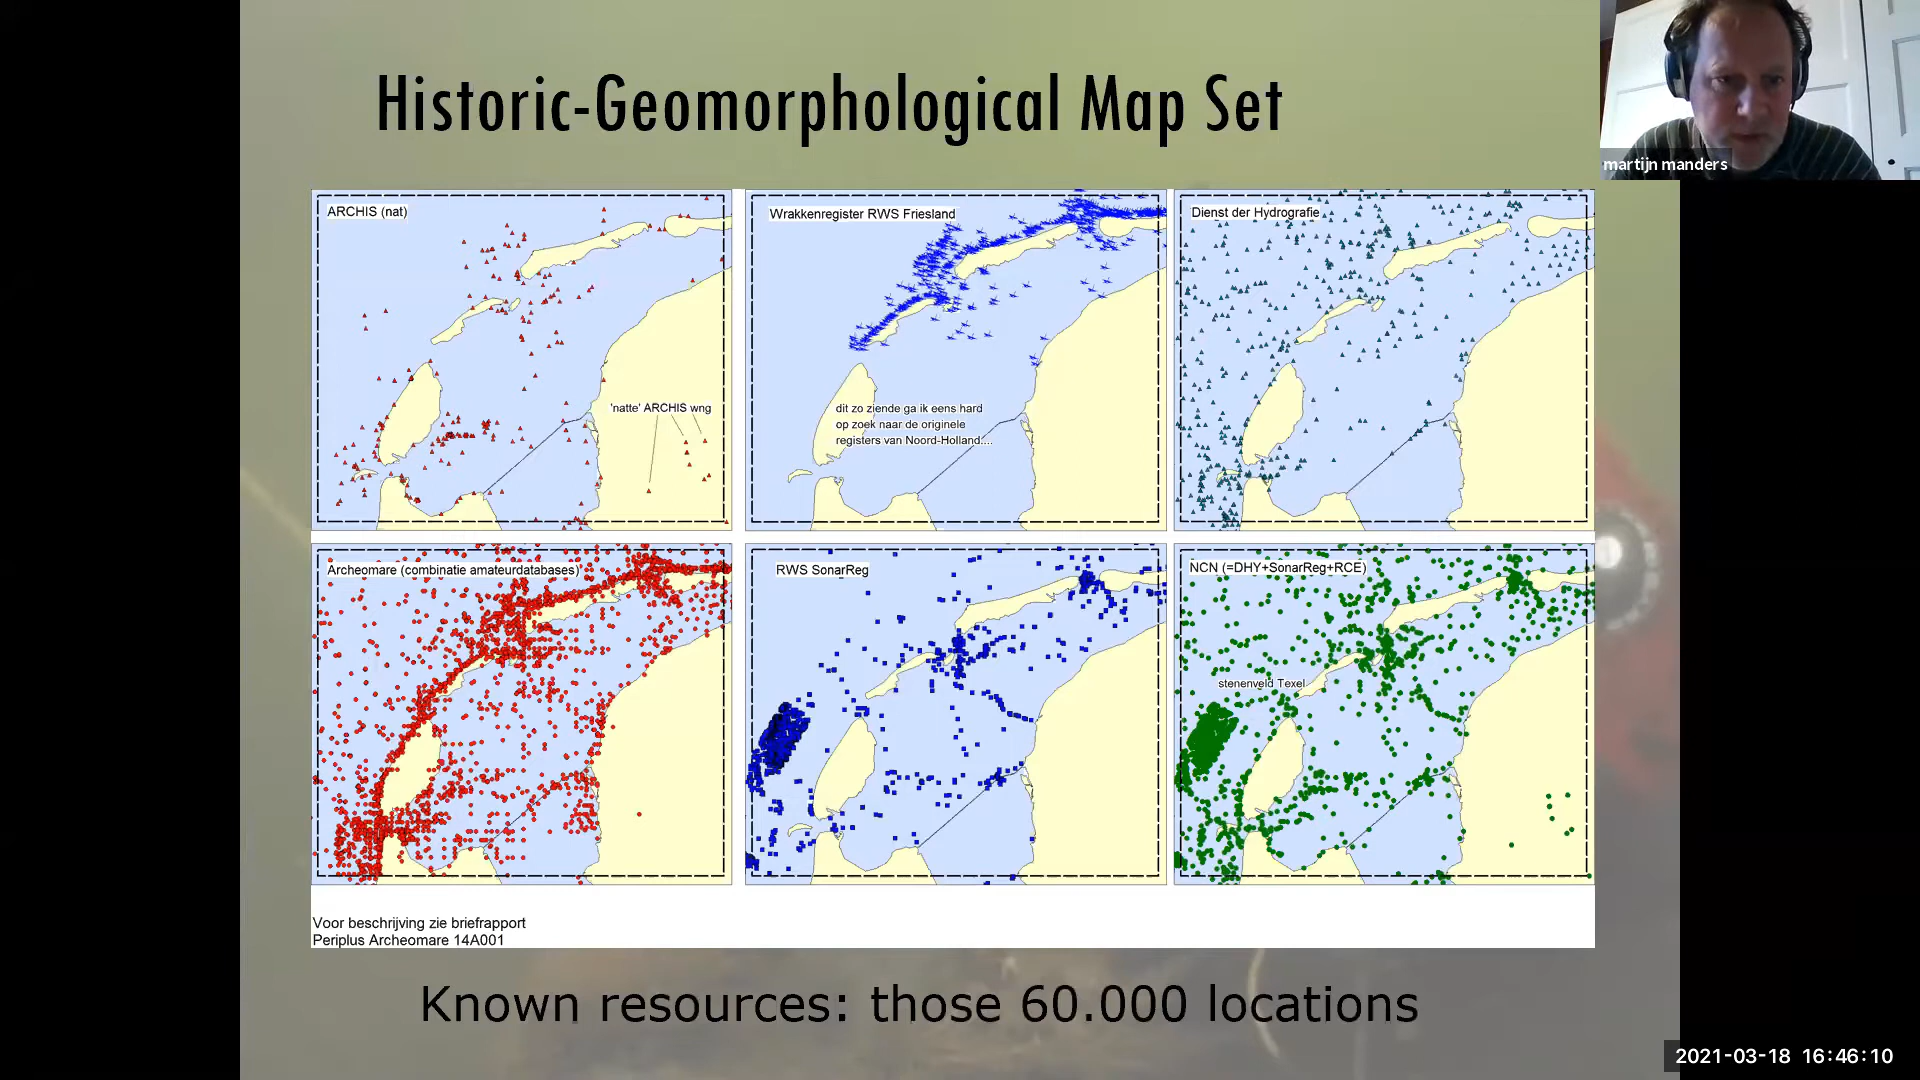 Historic-Geomorphological Map Set
martijn manders
ARCHIS (nat)
'natte' ARCHIS wng
Wrakkenregister RWS Friesland
dit zo ziende ga ik eens hard
op zoek naar de originele
registers van Noord-Holland....
Dienst der Hydrografie
Archeomare (combinatie amateurdatabases)
RWS SonarReg
NCN (=DHY+SonarReg+RCE)
stenenveld Texel
Voor beschrijving zie briefrapport
Periplus Archeomare 14A001
Known resources: those 60.000 locations
2021-03-18 16:46:10